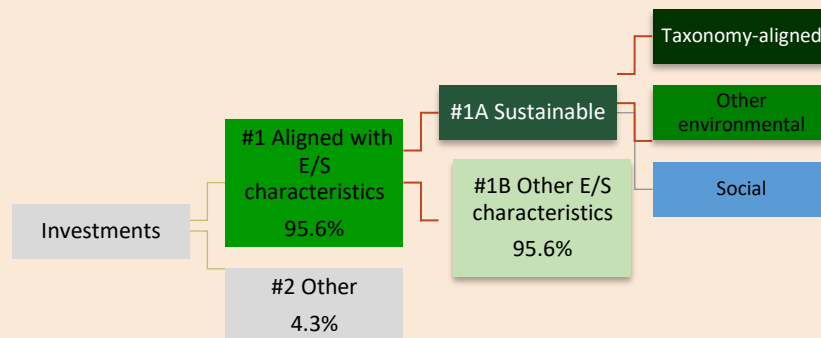 Taxonomy-aligned
#1A Sustainable
Other
environmental
#1 Aligned with
E/S
characteristics
95.6%
#1B Other E/S
characteristics
95.6%
Social
Investments
#2 Other
4.3%